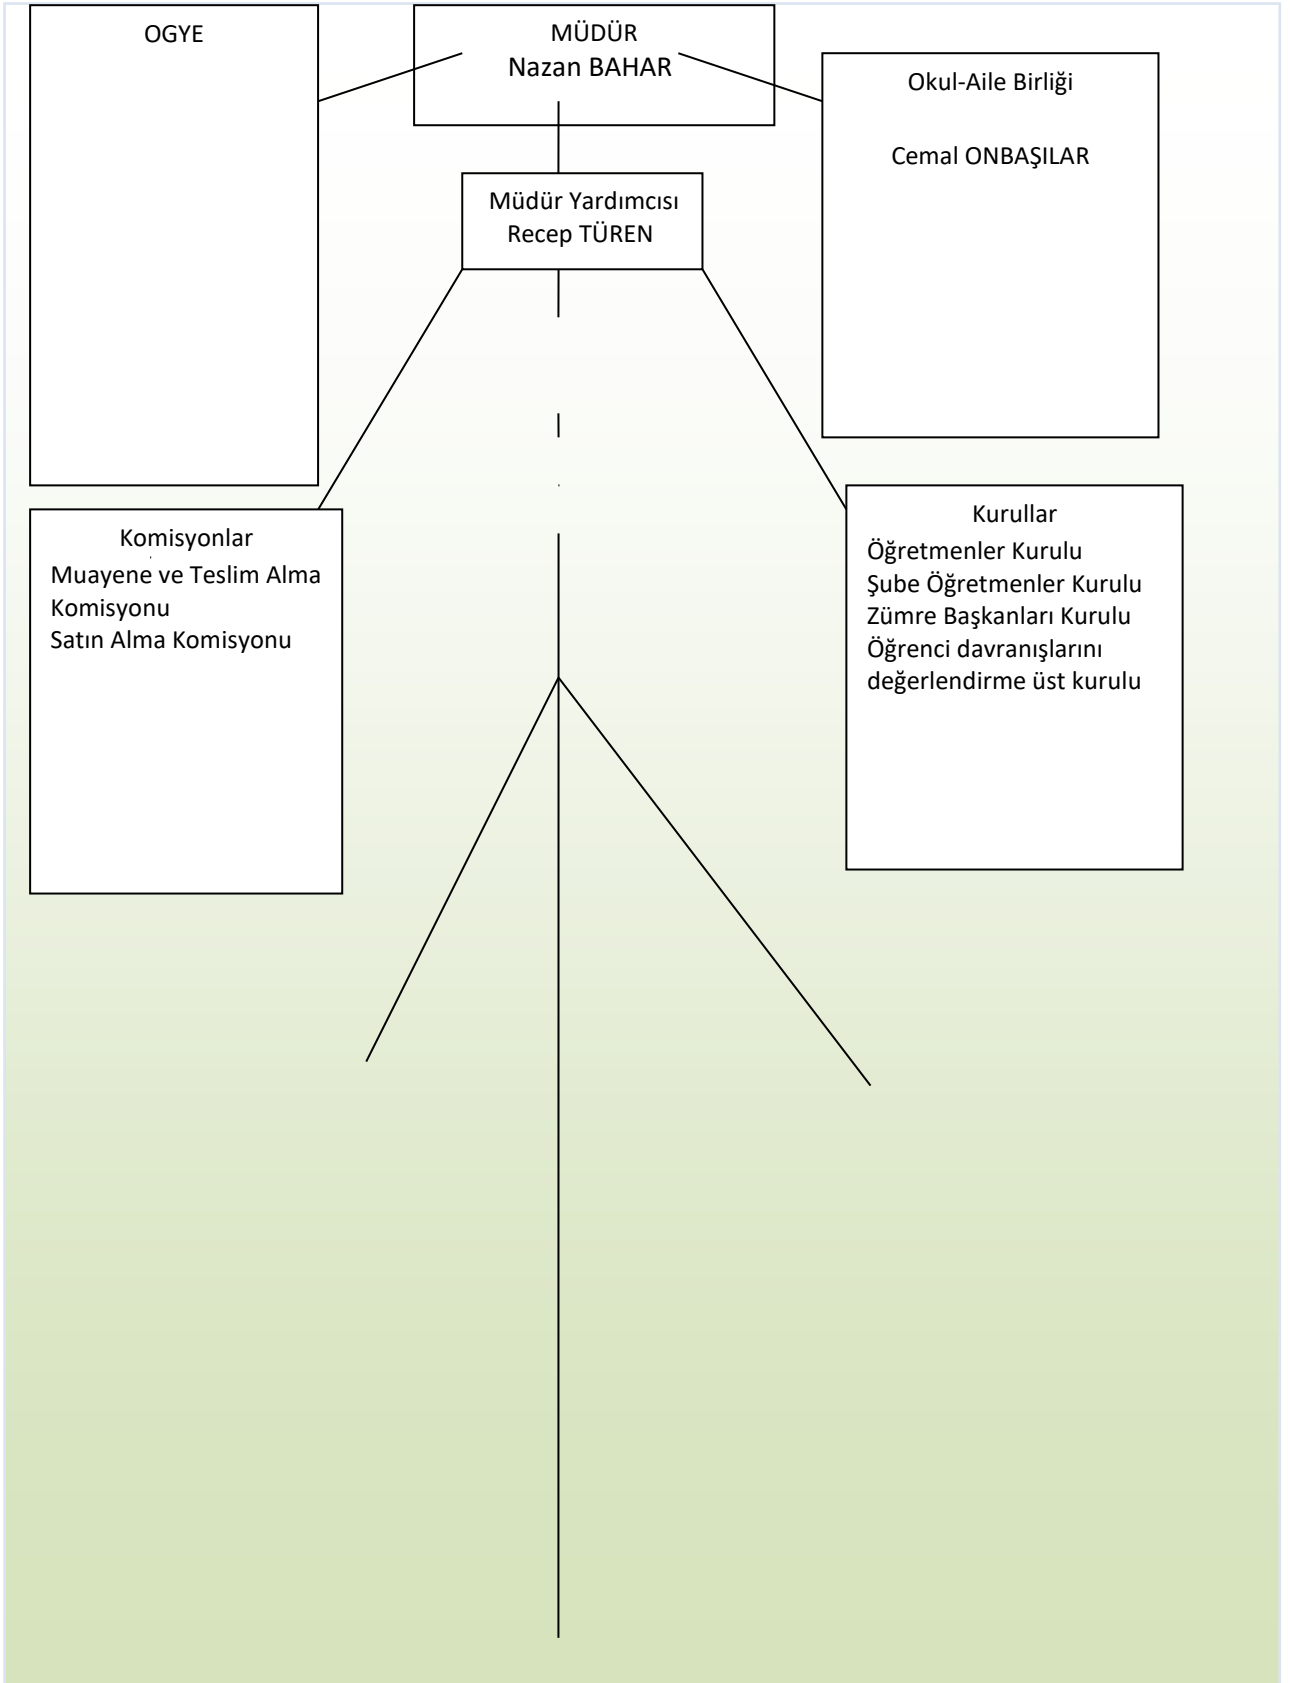 OGYE
MÜDÜR
Nazan BAHAR
Okul-Aile Birliği
Cemal ONBAŞILAR
Müdür Yardımcısı
Recep TÜREN
Komisyonlar
Muayene ve Teslim Alma
Komisyonu
Satın Alma Komisyonu
Kurullar
Öğretmenler Kurulu
Şube Öğretmenler Kurulu
Zümre Başkanları Kurulu
Öğrenci davranışlarını
değerlendirme üst kurulu